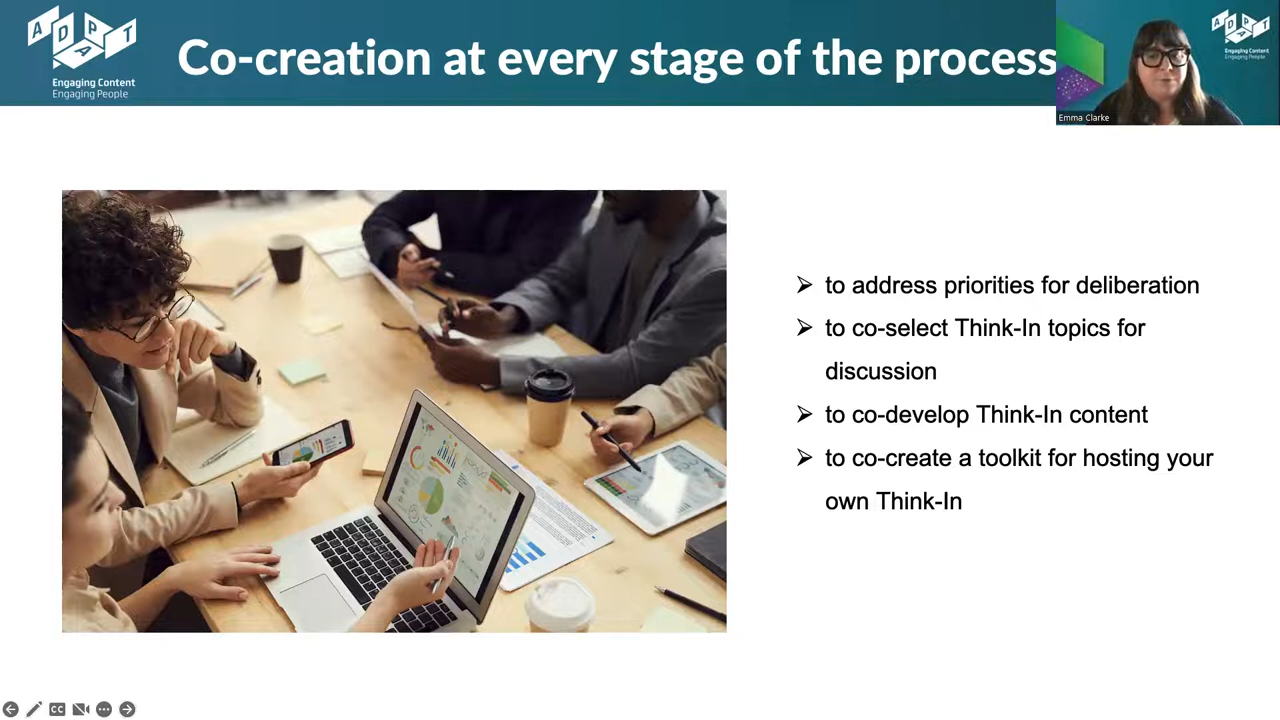 ADAPT
Engaging Content
Engaging People
Co-creation at every stage of the process
ADAPT
Engaging Content
Engaging People
Emma Clarke
➢ to address priorities for deliberation
➢ to co-select Think-In topics for
discussion
➢ to co-develop Think-In content
➢ to co-create a toolkit for hosting your
own Think-In
CC